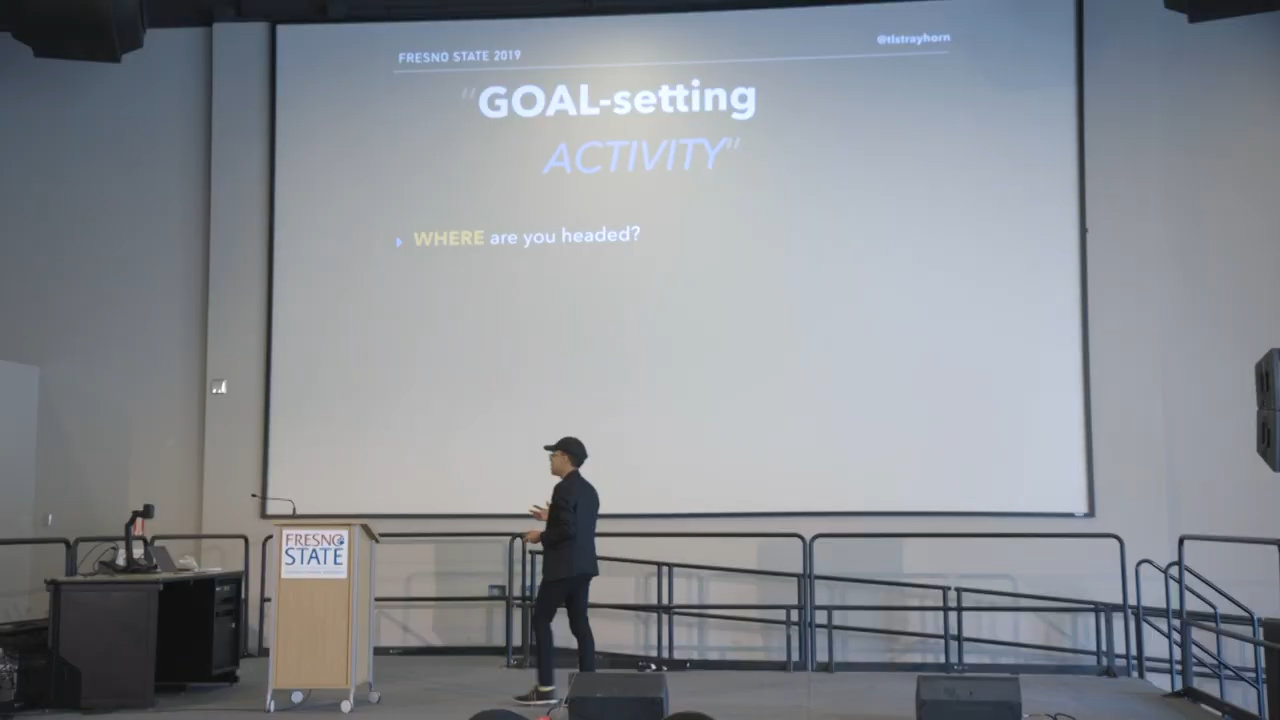 FRESNO STATE 2019
@tlstrayhorn
"GOAL-setting
ACTIVITY"
WHERE are you headed?
FRESNO
STATE